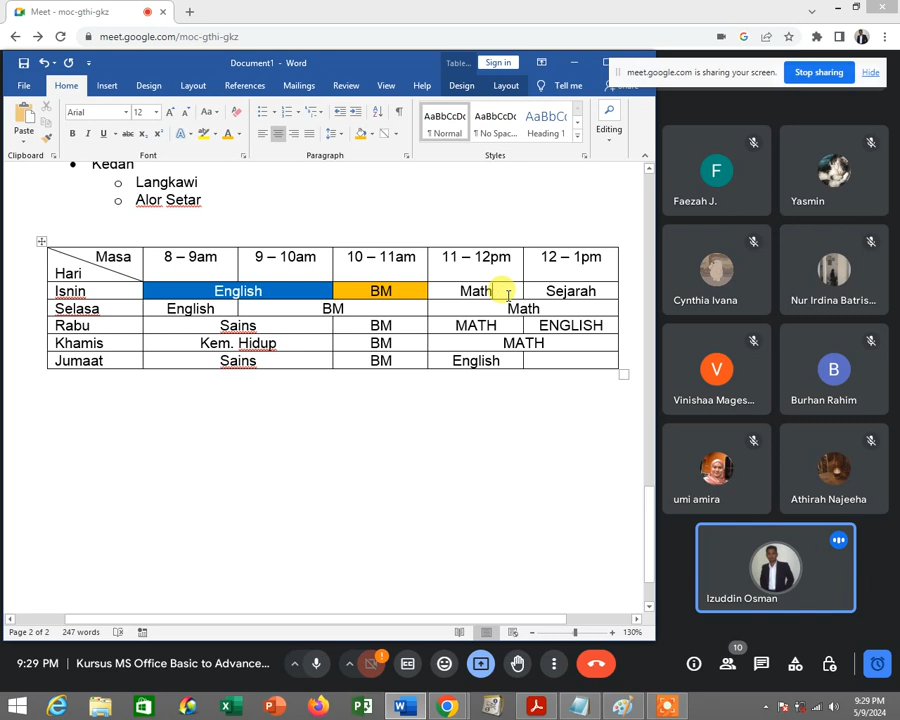 Meet - moc-gthi-gkz
meet.google.com/moc-gthi-gkz
Document1 - Word
Table...
Sign in
File Home Insert Design Layout References Mailings Review View Help Design Layout Tell me Share
meet.google.com is sharing your screen. Stop sharing Hide
Paste
Arial 12
AaBbCcDc AaBbCcDc AaBbCc
¶ Normal ¶ No Spac... Heading 1
Editing
Clipboard Font Paragraph Styles
Kedah
Langkawi
Alor Setar
Masa 8 – 9am 9 – 10am 10 – 11am 11 – 12pm 12 – 1pm
Hari
Isnin English BM Math Sejarah
Selasa English BM Math
Rabu Sains BM MATH ENGLISH
Khamis Kem. Hidup BM MATH
Jumaat Sains BM English
Page 2 of 2 247 words 130%
F
Faezah J.
Yasmin
Cynthia Ivana
Nur Irdina Batris...
V
Vinishaa Mages...
B
Burhan Rahim
umi amira
Athirah Najeeha
Izuddin Osman
9:29 PM Kursus MS Office Basic to Advance...
10
9:29 PM
5/9/2024